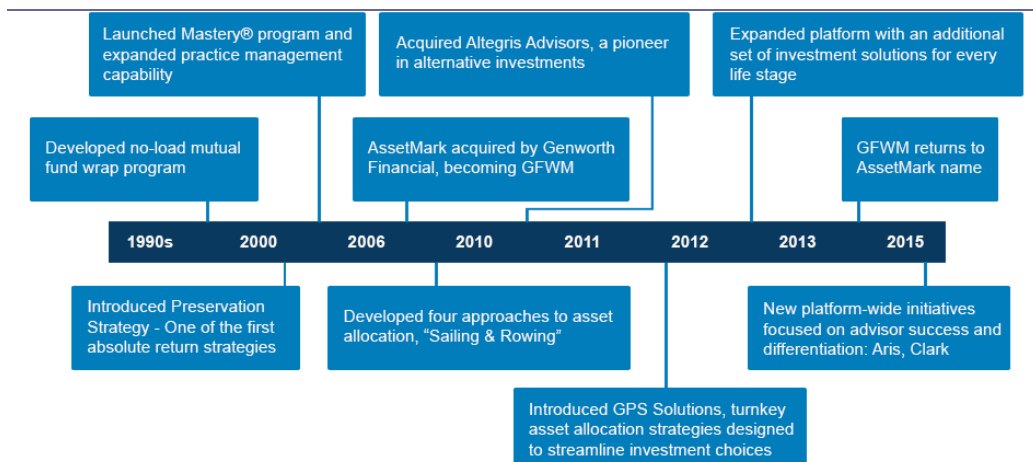 Launched Mastery® program and
expanded practice management
capability
Acquired Altegris Advisors, a pioneer
in alternative investments
Expanded platform with an additional
set of investment solutions for every
life stage
Developed no-load mutual
fund wrap program
AssetMark acquired by Genworth
Financial, becoming GFWM
GFWM returns to
AssetMark name
1990s 2000 2006 2010 2011 2012 2013 2015
Introduced Preservation
Strategy - One of the first
absolute return strategies
Developed four approaches to asset
allocation, “Sailing & Rowing”
New platform-wide initiatives
focused on advisor success and
differentiation: Aris, Clark
Introduced GPS Solutions, turnkey
asset allocation strategies designed
to streamline investment choices